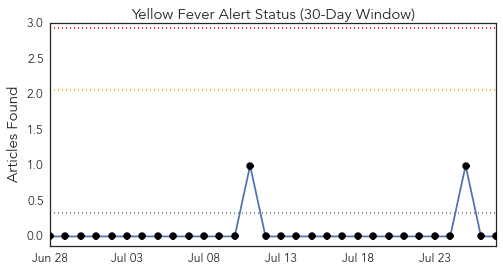 Yellow Fever Alert Status (30-Day Window)
Articles Found
3.0
2.5
2.0
1.5
1.0
0.5
0.0
Jun 28 Jul 03 Jul 08 Jul 13 Jul 18 Jul 23